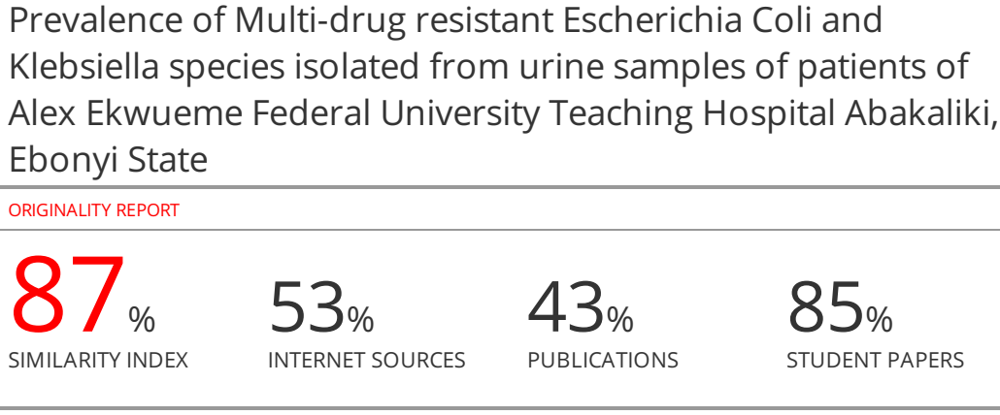 Prevalence of Multi-drug resistant Escherichia Coli and
Klebsiella species isolated from urine samples of patients of
Alex Ekwueme Federal University Teaching Hospital Abakaliki,
Ebonyi State
ORIGINALITY REPORT
87% 53% 43% 85%
SIMILARITY INDEX INTERNET SOURCES PUBLICATIONS STUDENT PAPERS